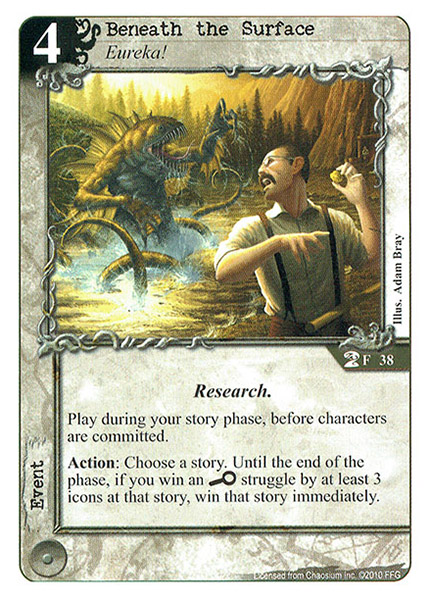 4
Beneath the Surface
Eureka!
Illus. Adam Bray
F 38
Research.
Play during your story phase, before characters
are committed.
Action: Choose a story. Until the end of the
phase, if you win an struggle by at least 3
icons at that story, win that story immediately.
Event
Licensed from Chaosium Inc. ©2010 FFG